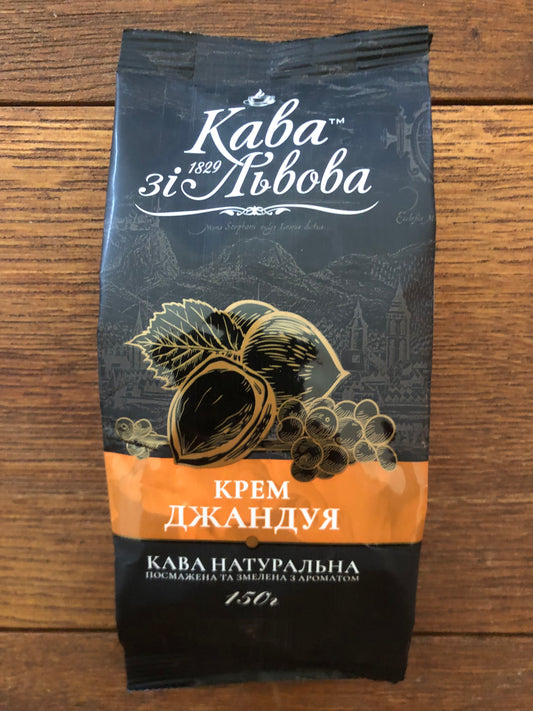 Кава™
зі 1829 Львова
КРЕМ
ДЖАНДУЯ
КАВА НАТУРАЛЬНА
ПОСМАЖЕНА ТА ЗМЕЛЕНА З АРОМАТОМ
150г